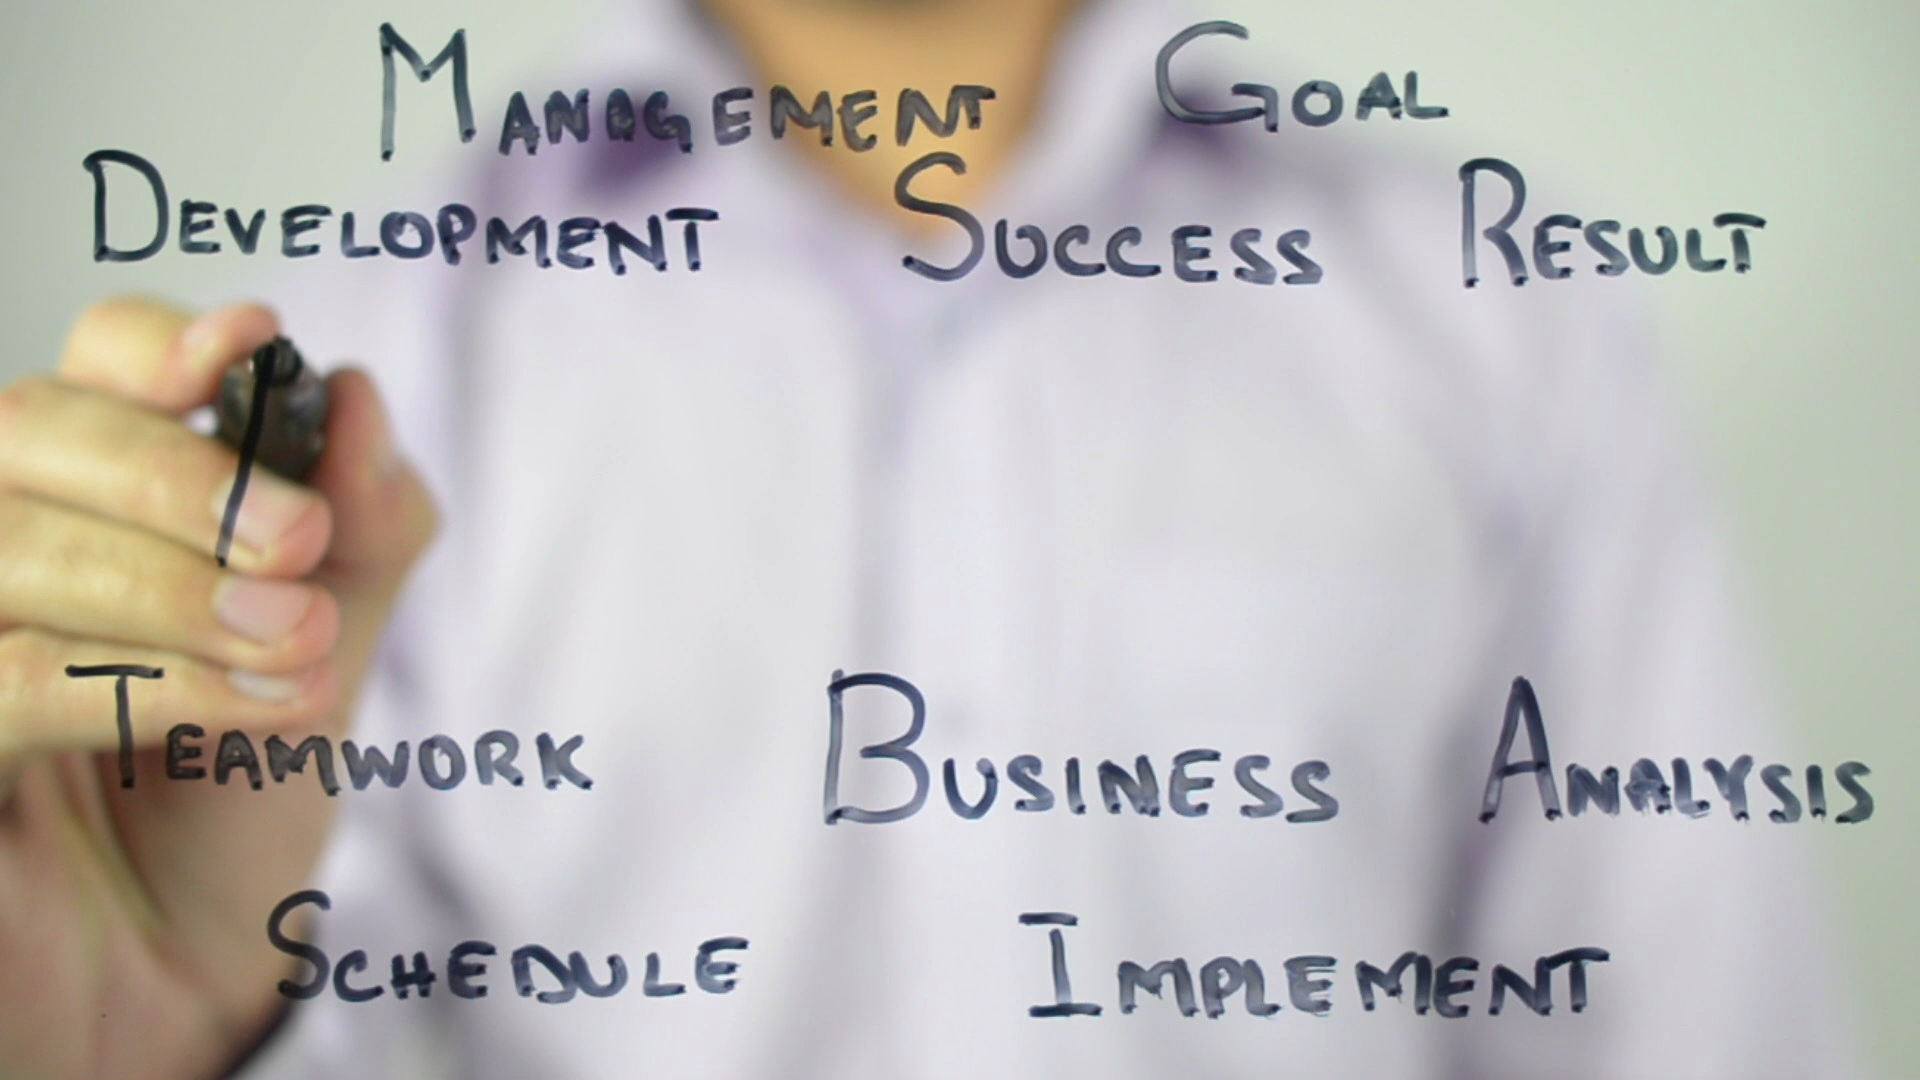 Management Goal
Development Success Result
Teamwork Business Analysis
Schedule Implement